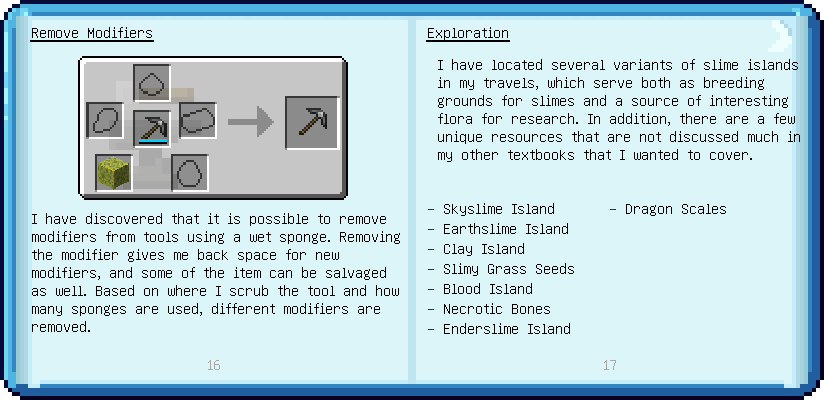 Remove Modifiers
I have discovered that it is possible to remove
modifiers from tools using a wet sponge. Removing
the modifier gives me back space for new
modifiers, and some of the item can be salvaged
as well. Based on where I scrub the tool and how
many sponges are used, different modifiers are
removed.
16
Exploration
I have located several variants of slime islands
in my travels, which serve both as breeding
grounds for slimes and a source of interesting
flora for research. In addition, there are a few
unique resources that are not discussed much in
my other textbooks that I wanted to cover.
- Skyslime Island
- Earthslime Island
- Clay Island
- Slimy Grass Seeds
- Blood Island
- Necrotic Bones
- Enderslime Island
- Dragon Scales
17